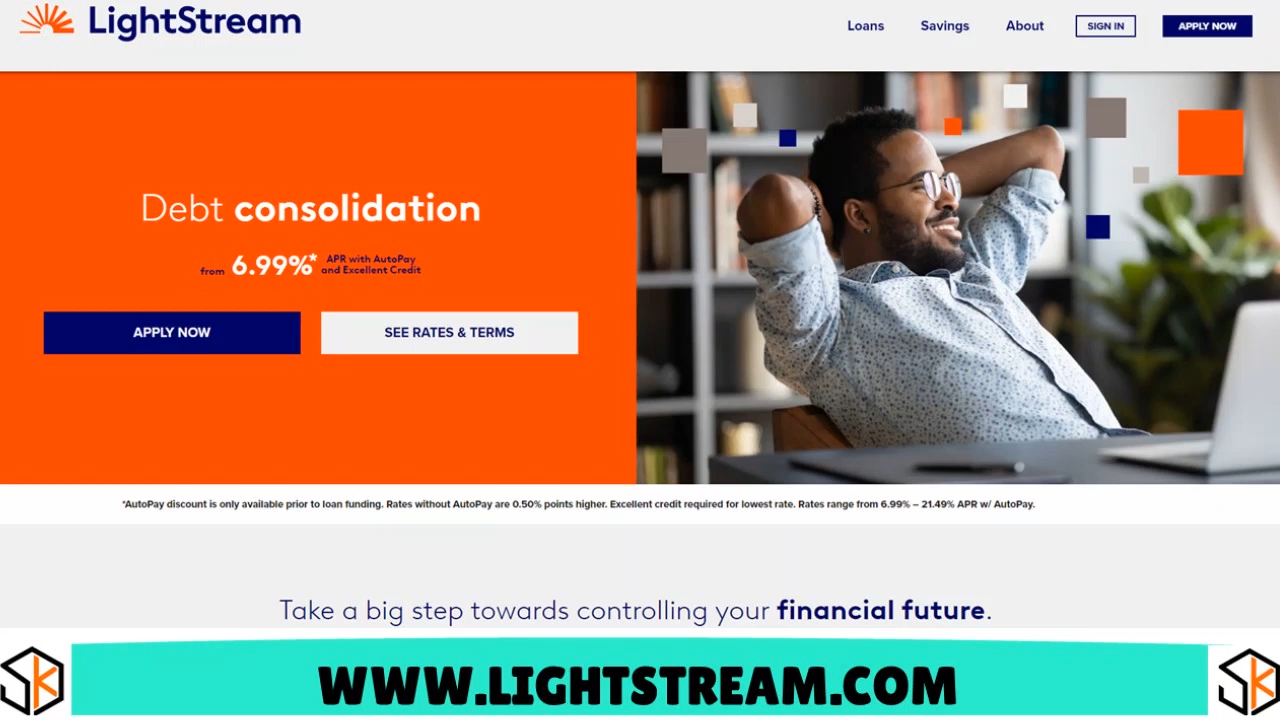 LightStream
Loans Savings About SIGN IN APPLY NOW
Debt consolidation
from 6.99%* APR with AutoPay
and Excellent Credit
APPLY NOW SEE RATES & TERMS
*AutoPay discount is only available prior to loan funding. Rates without AutoPay are 0.50% points higher. Excellent credit required for lowest rate. Rates range from 6.99% – 21.49% APR w/ AutoPay.
Take a big step towards controlling your financial future.
SK WWW.LIGHTSTREAM.COM SK